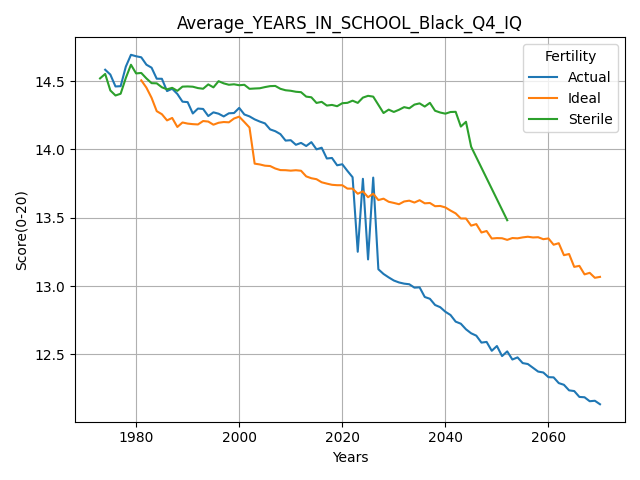 Average_YEARS_IN_SCHOOL_Black_Q4_IQ
Fertility
Actual
Ideal
Sterile
Score(0-20)
14.5
14.0
13.5
13.0
12.5
1980
2000
2020
2040
2060
Years